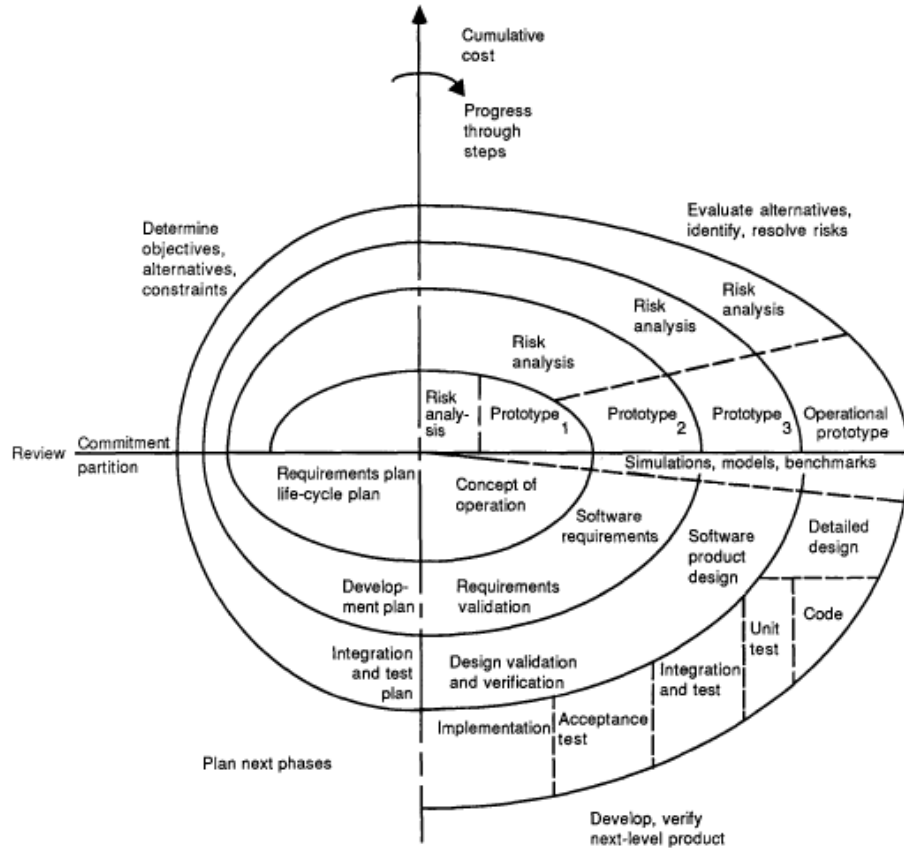 Cumulative
cost
Progress
through
steps
Determine
objectives,
alternatives,
constraints
Evaluate alternatives,
identify, resolve risks
Risk
analysis
Risk
analysis
Risk
analysis
Risk
analy-
sis
Prototype 1
Prototype 2
Prototype 3
Operational
prototype
Review
Commitment
partition
Simulations, models, benchmarks
Requirements plan
life-cycle plan
Concept of
operation
Software
requirements
Software
product
design
Detailed
design
Develop-
ment plan
Requirements
validation
Code
Unit
test
Integration
and test
plan
Design validation
and verification
Integration
and test
Implementation
Acceptance
test
Plan next phases
Develop, verify
next-level product